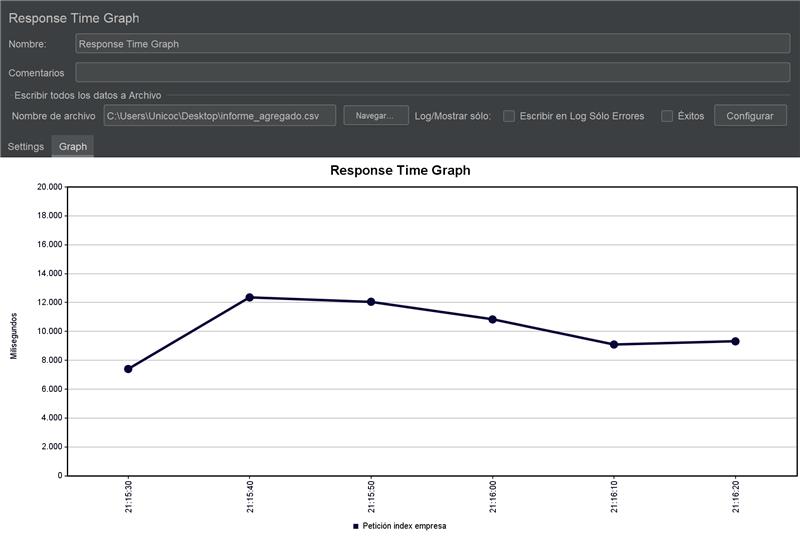 Response Time Graph
Nombre: Response Time Graph
Comentarios
Escribir todos los datos a Archivo
Nombre de archivo C:\Users\Unicoc\Desktop\informe_agregado.csv Navegar... Log/Mostrar sólo: Escribir en Log Sólo Errores Éxitos Configurar
Settings Graph
Response Time Graph
20.000
18.000
16.000
14.000
12.000
10.000
8.000
6.000
4.000
2.000
0
Milisegundos
21:15:30 21:15:40 21:15:50 21:16:00 21:16:10 21:16:20
Petición index empresa